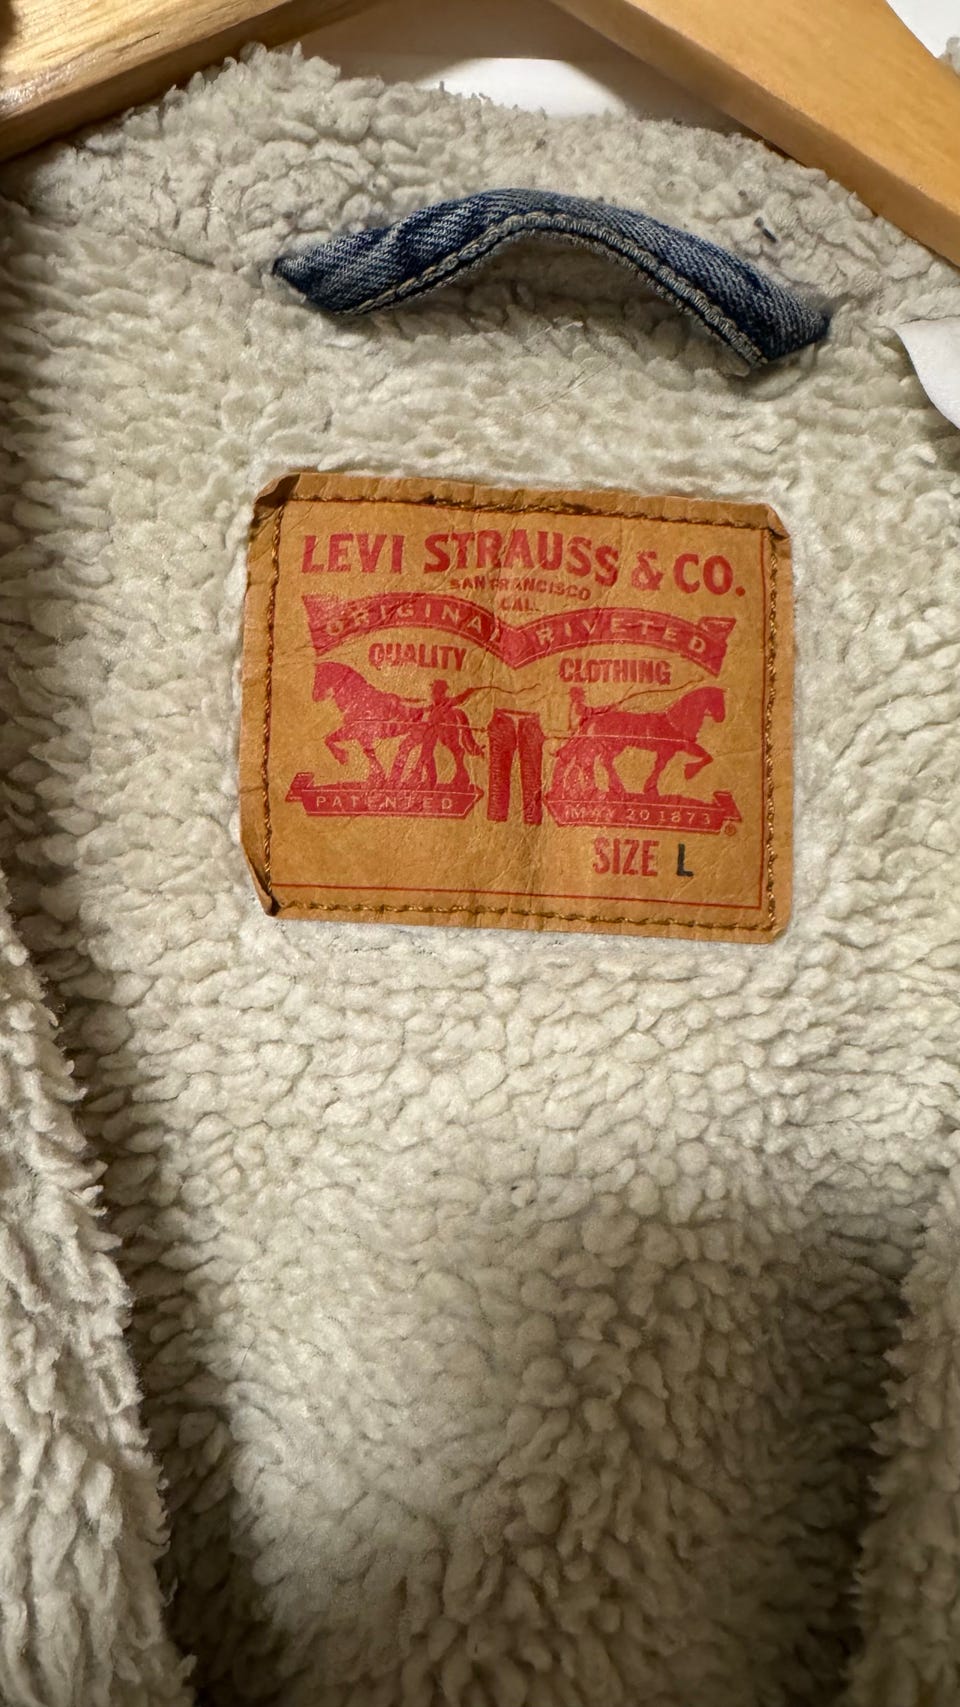 LEVI STRAUSS & CO.
SAN FRANCISCO
CAL.
ORIGINAL RIVETED
QUALITY CLOTHING
PATENTED MAY 20 1873 ®
SIZE L